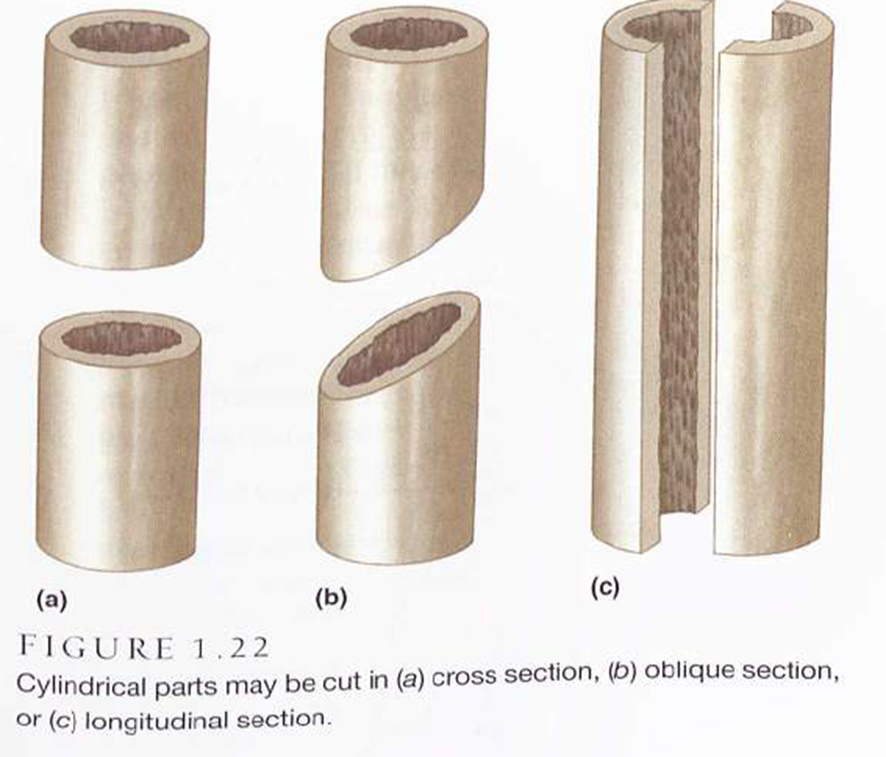 (a)
(b)
(c)
FIGURE 1.22
Cylindrical parts may be cut in (a) cross section, (b) oblique section,
or (c) longitudinal section.